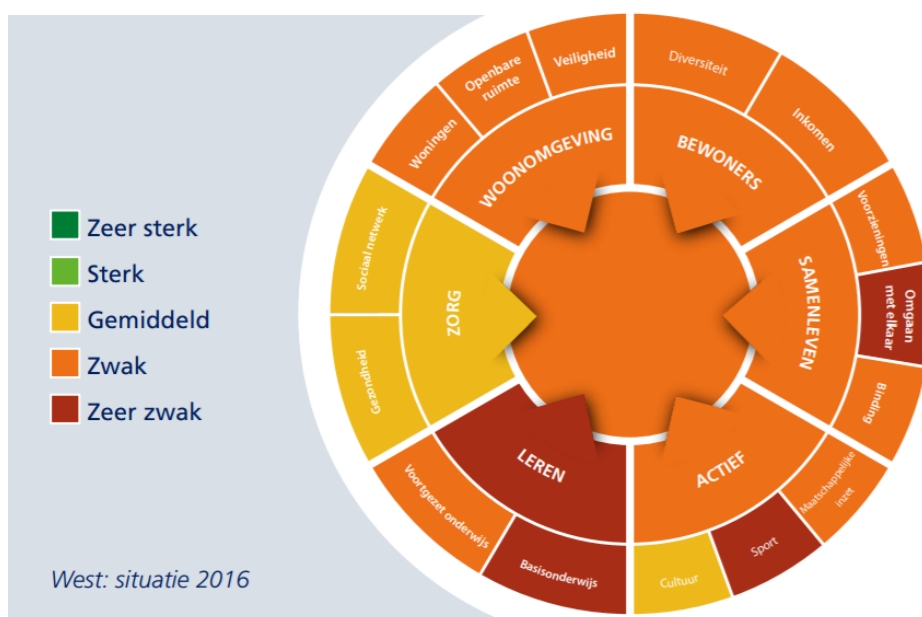 Zeer sterk
Sterk
Gemiddeld
Zwak
Zeer zwak
West: situatie 2016
WOONOMGEVING
Woningen
Openbare
ruimte
Veiligheid
BEWONERS
Diversiteit
Inkomen
SAMENLEVEN
Voorzieningen
Omgaan
met elkaar
Binding
ACTIEF
Maatschappelijke
inzet
Sport
Cultuur
LEREN
Basisonderwijs
Voortgezet onderwijs
ZORG
Gezondheid
Sociaal netwerk